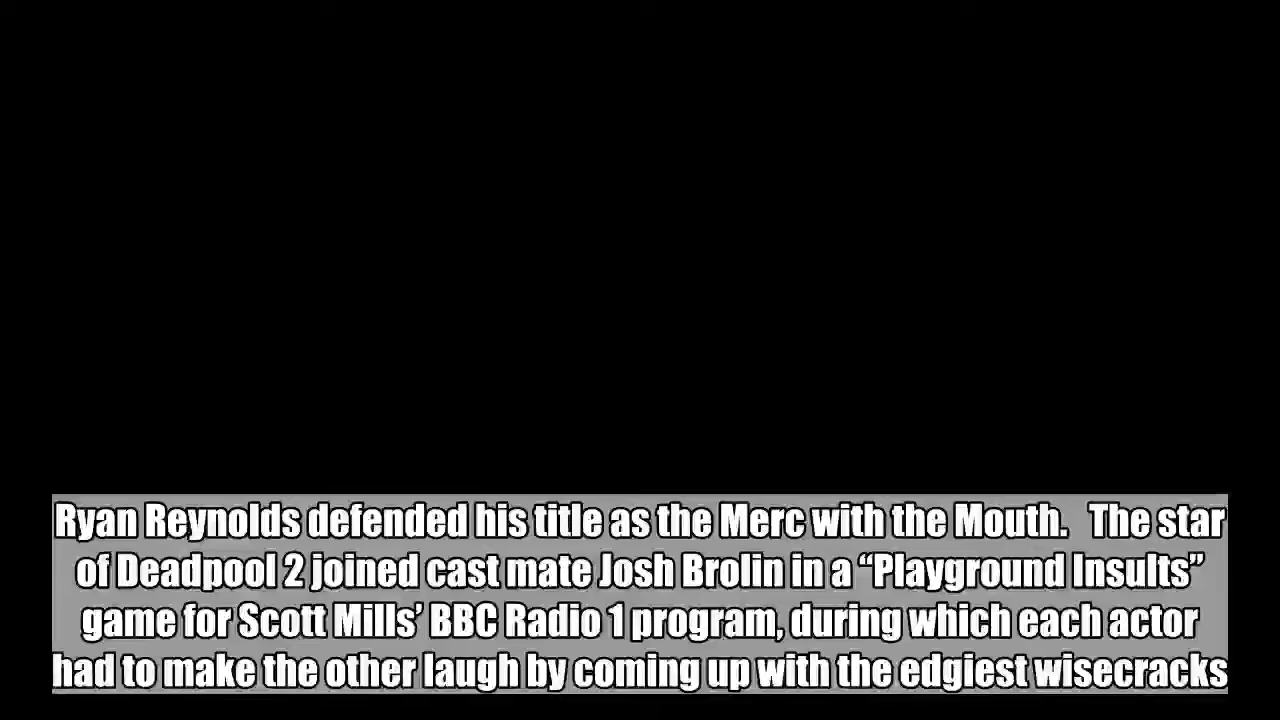 Ryan Reynolds defended his title as the Merc with the Mouth.   The star
of Deadpool 2 joined cast mate Josh Brolin in a “Playground Insults”
game for Scott Mills’ BBC Radio 1 program, during which each actor
had to make the other laugh by coming up with the edgiest wisecracks